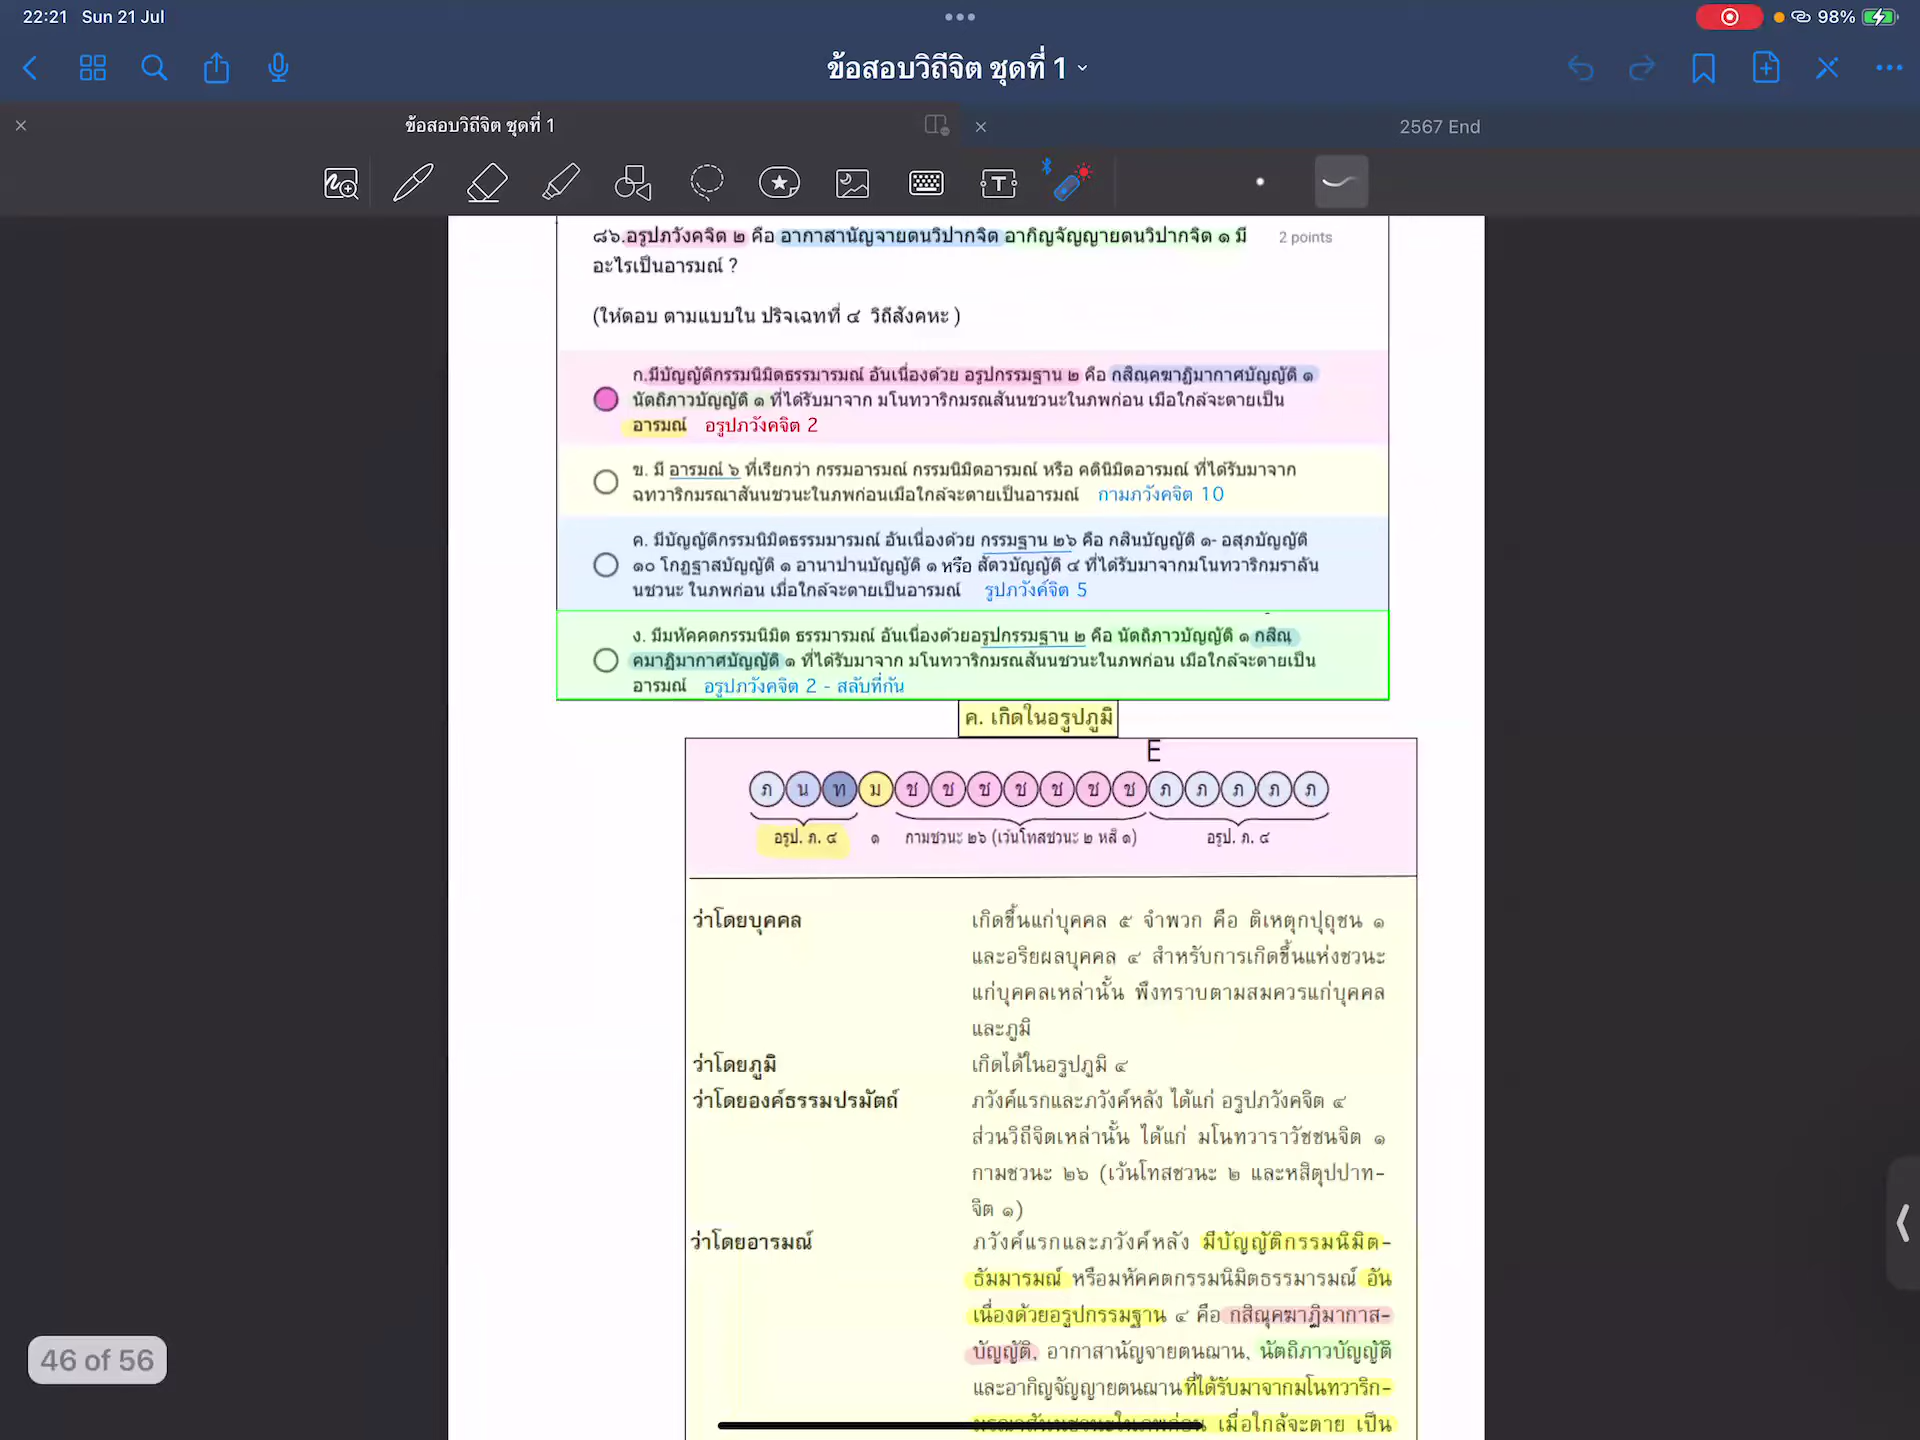 22:21 Sun 21 Jul
98%
ข้อสอบวิถีจิต ชุดที่ 1
ข้อสอบวิถีจิต ชุดที่ 1
2567 End
๘๖.อรูปภวังคจิต ๒ คือ อากาสานัญจายตนวิปากจิต อากิญจัญญายตนวิปากจิต ๑ มี
2 points
อะไรเป็นอารมณ์ ?
(ให้ตอบ ตามแบบใน ปริจเฉทที่ ๔ วิถีสังคหะ )
ก.มีบัญญัติกรรมนิมิตธรรมารมณ์ อันเนื่องด้วย อรูปกรรมฐาน ๒ คือ กสิณุคฆาฏิมากาศบัญญัติ ๑
นัตถิภาวบัญญัติ ๑ ที่ได้รับมาจาก มโนทวาริกมรณสันนชวนะในภพก่อน เมื่อใกล้จะตายเป็น
อารมณ์ อรูปภวังคจิต 2
ข. มี อารมณ์ ๖ ที่เรียกว่า กรรมอารมณ์ กรรมนิมิตอารมณ์ หรือ คตินิมิตอารมณ์ ที่ได้รับมาจาก
ฉทวาริกมรณาสันนชวนะในภพก่อนเมื่อใกล้จะตายเป็นอารมณ์ กามภวังคจิต 10
ค. มีบัญญัติกรรมนิมิตธรรมมารมณ์ อันเนื่องด้วย กรรมฐาน ๒๖ คือ กสินบัญญัติ ๑- อสุภบัญญัติ
๑๐ โกฏฐาสบัญญัติ ๑ อานาปานบัญญัติ ๑ หรือ สัตวบัญญัติ ๔ ที่ได้รับมาจากมโนทวาริกมราสัน
นชวนะ ในภพก่อน เมื่อใกล้จะตายเป็นอารมณ์ รูปภวังค์จิต 5
ง. มีมหัคคตกรรมนิมิต ธรรมารมณ์ อันเนื่องด้วยอรูปกรรมฐาน ๒ คือ นัตถิภาวบัญญัติ ๑ กสิณุ
คมาฏิมากาศบัญญัติ ๑ ที่ได้รับมาจาก มโนทวาริกมรณสันนชวนะในภพก่อน เมื่อใกล้จะตายเป็น
อารมณ์ อรูปภวังคจิต 2 - สลับที่กัน
ค. เกิดในอรูปภูมิ
E
ภ น ท ม ช ช ช ช ช ช ช ภ ภ ภ ภ ภ
อรูป. ภ. ๔ ๑ กามชวนะ ๒๖ (เว้นโทสชวนะ ๒ หสิ ๑) อรูป. ภ. ๔
ว่าโดยบุคคล เกิดขึ้นแก่บุคคล ๕ จำพวก คือ ติเหตุกปุถุชน ๑
และอริยผลบุคคล ๔ สำหรับการเกิดขึ้นแห่งชวนะ
แก่บุคคลเหล่านั้น พึงทราบตามสมควรแก่บุคคล
และภูมิ
ว่าโดยภูมิ เกิดได้ในอรูปภูมิ ๔
ว่าโดยองค์ธรรมปรมัตถ์ ภวังค์แรกและภวังค์หลัง ได้แก่ อรูปภวังคจิต ๔
ส่วนวิถีจิตเหล่านั้น ได้แก่ มโนทวาราวัชชนจิต ๑
กามชวนะ ๒๖ (เว้นโทสชวนะ ๒ และหสิตุปปาท-
จิต ๑)
ว่าโดยอารมณ์ ภวังค์แรกและภวังค์หลัง มีบัญญัติกรรมนิมิต-
ธัมมารมณ์ หรือมหัคคตกรรมนิมิตธรรมารมณ์ อัน
เนื่องด้วยอรูปกรรมฐาน ๔ คือ กสิณุคฆาฏิมากาส-
บัญญัติ, อากาสานัญจายตนฌาน, นัตถิภาวบัญญัติ
และอากิญจัญญายตนฌานที่ได้รับมาจากมโนทวาริก-
มรณาสันนชวนะในภพก่อน เมื่อใกล้จะตาย เป็น
46 of 56